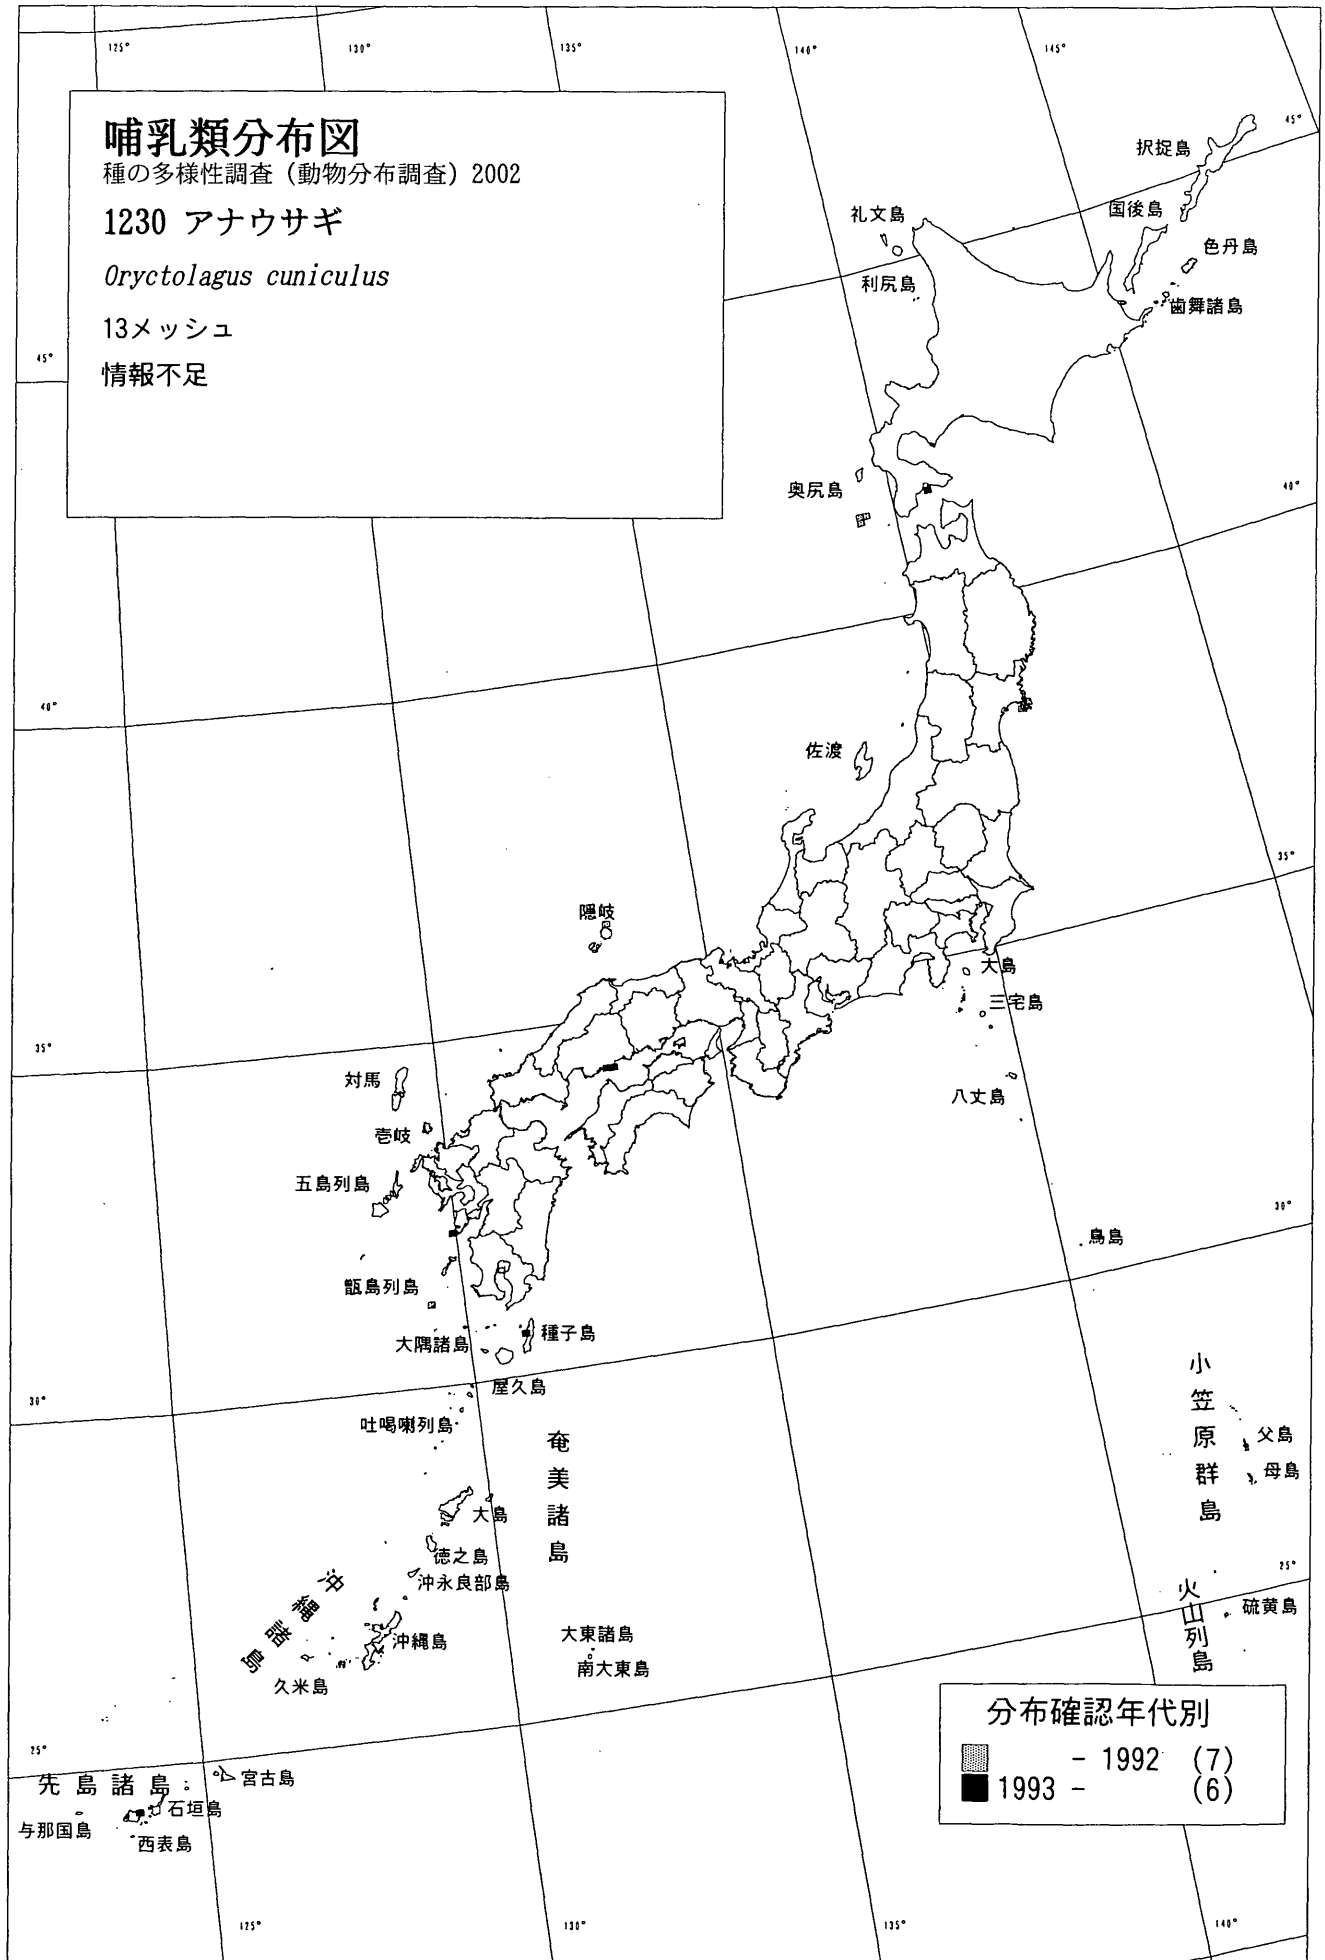 125°
130°
135°
140°
145°
哺乳類分布図
種の多様性調査（動物分布調査）2002
1230 アナウサギ
Oryctolagus cuniculus
13メッシュ
情報不足
45°
択捉島
礼文島
国後島
色丹島
利尻島
歯舞諸島
45°
奥尻島
40°
40°
佐渡
35°
隠岐
大島
三宅島
35°
対馬
八丈島
壱岐
五島列島
30°
鳥島
甑島列島
大隅諸島
種子島
小笠原群島
屋久島
30°
吐喝喇列島
奄美諸島
父島
母島
大島
徳之島
沖永良部島
25°
沖縄諸島
火山列島
硫黄島
沖縄島
大東諸島
南大東島
久米島
分布確認年代別
- 1992 (7)
1993 - (6)
25°
先島諸島
宮古島
石垣島
与那国島
西表島
125°
130°
135°
140°